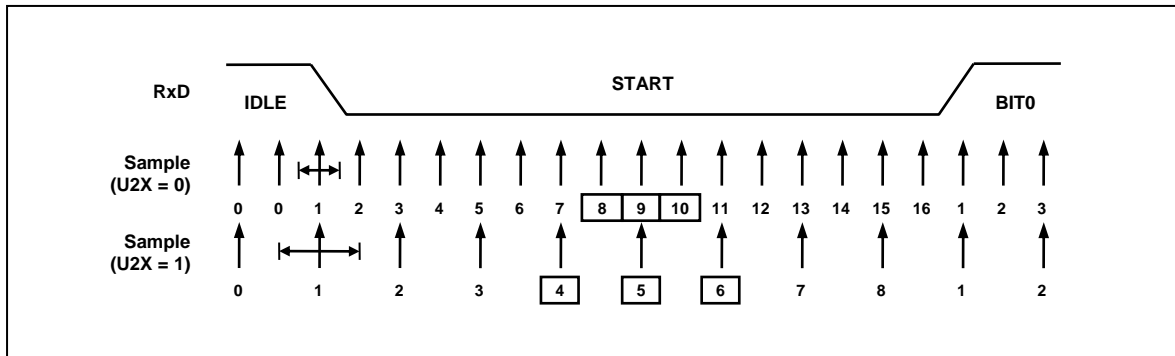 RxD
IDLE
START
BIT0
Sample
(U2X = 0)
0 0 1 2 3 4 5 6 7 8 9 10 11 12 13 14 15 16 1 2 3
Sample
(U2X = 1)
0 1 2 3 4 5 6 7 8 1 2